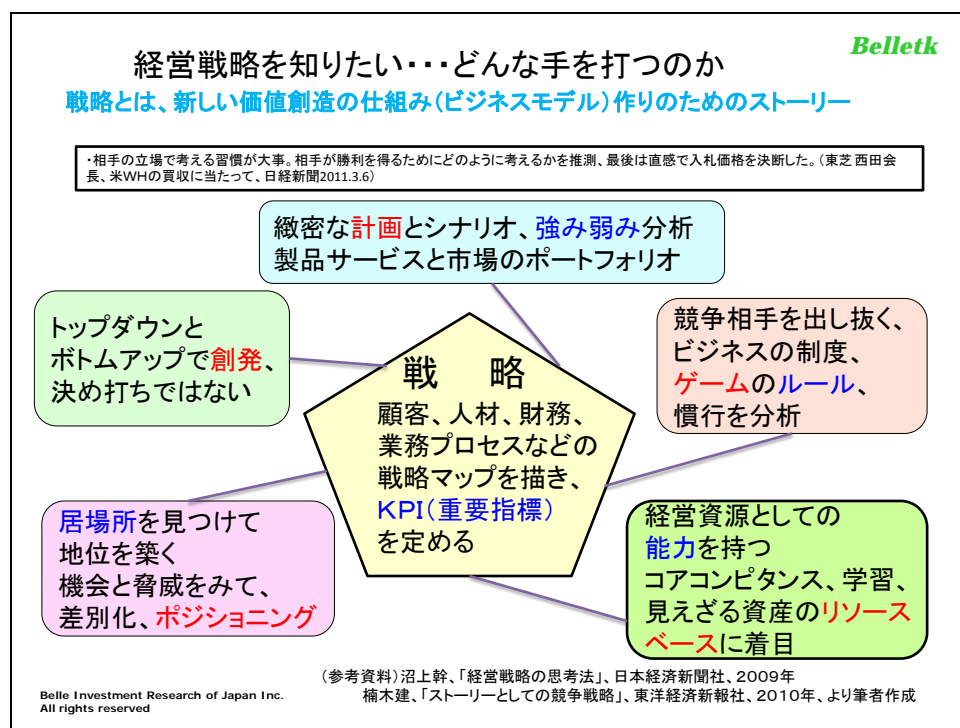 Belletk
経営戦略を知りたい・・・どんな手を打つのか
戦略とは、新しい価値創造の仕組み(ビジネスモデル)作りのためのストーリー
・相手の立場で考える習慣が大事。相手が勝利を得るためにどのように考えるかを推測、最後は直感で入札価格を決断した。(東芝 西田会
長、米WHの買収に当たって、日経新聞2011.3.6)
緻密な計画とシナリオ、強み弱み分析
製品サービスと市場のポートフォリオ
トップダウンと
ボトムアップで創発、
決め打ちではない
競争相手を出し抜く、
ビジネスの制度、
ゲームのルール、
慣行を分析
戦 略
顧客、人材、財務、
業務プロセスなどの
戦略マップを描き、
KPI(重要指標)
を定める
居場所を見つけて
地位を築く
機会と脅威をみて、
差別化、ポジショニング
経営資源としての
能力を持つ
コアコンピタンス、学習、
見えざる資産のリソース
ベースに着目
(参考資料)沼上幹、「経営戦略の思考法」、日本経済新聞社、2009年
楠木建、「ストーリーとしての競争戦略」、東洋経済新報社、2010年、より筆者作成
Belle Investment Research of Japan Inc.
All rights reserved